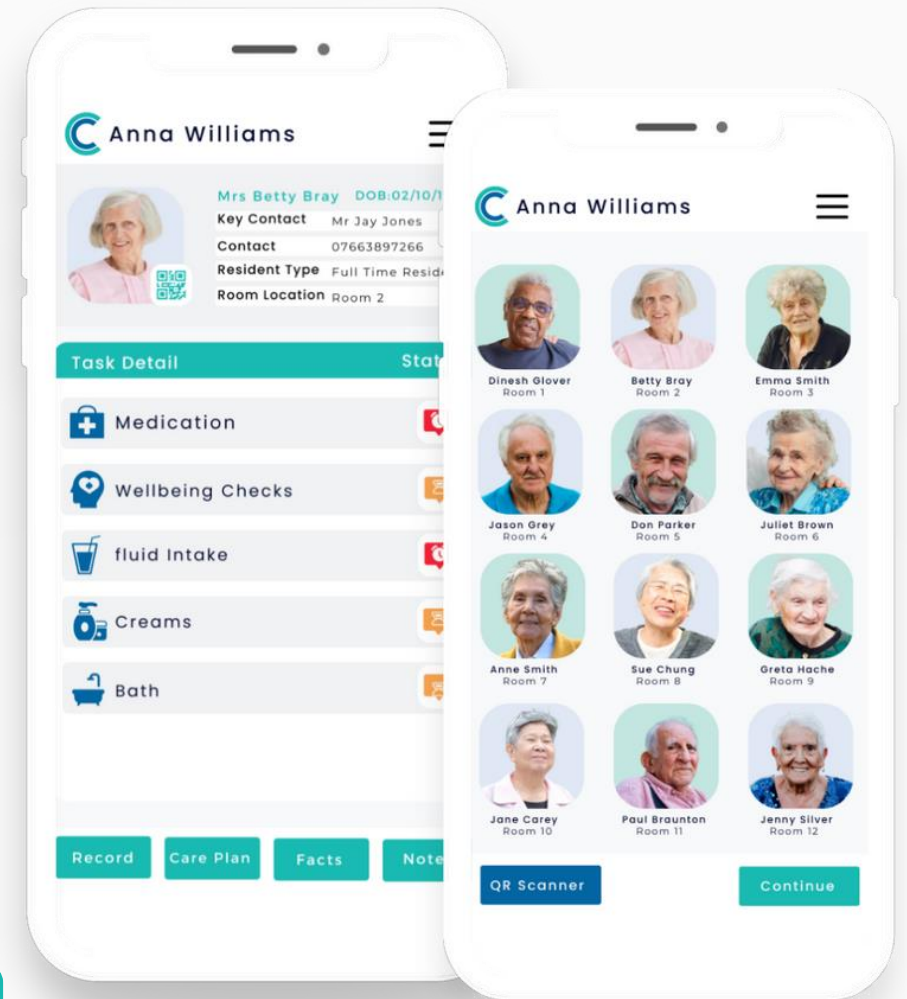 Anna Williams
Mrs Betty Bray DOB:02/10/1
Key Contact Mr Jay Jones
Contact 07663897266
Resident Type Full Time Resid
Room Location Room 2
Task Detail Stat
Medication
Wellbeing Checks
fluid Intake
Creams
Bath
Record Care Plan Facts Note
Anna Williams
Dinesh Glover Betty Bray Emma Smith
Room 1 Room 2 Room 3
Jason Grey Don Parker Juliet Brown
Room 4 Room 5 Room 6
Anne Smith Sue Chung Greta Hache
Room 7 Room 8 Room 9
Jane Carey Paul Braunton Jenny Silver
Room 10 Room 11 Room 12
QR Scanner Continue